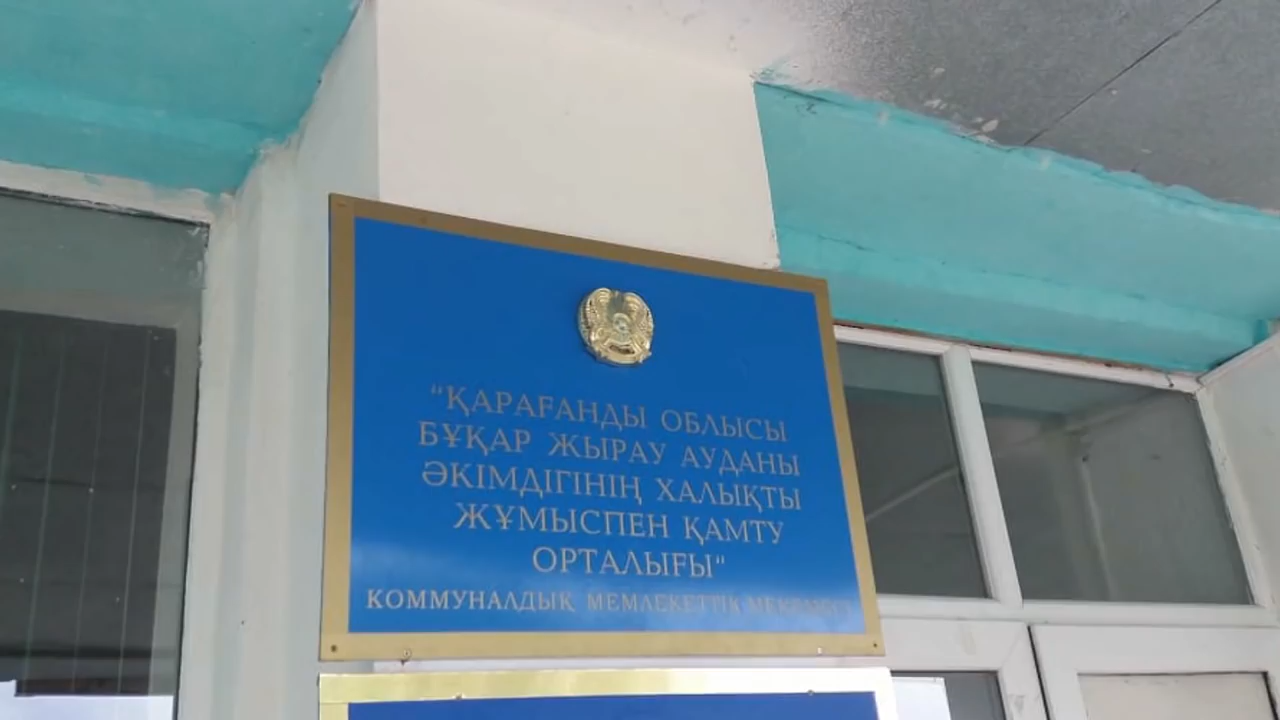 “ҚАРАҒАНДЫ ОБЛЫСЫ
БҰҚАР ЖЫРАУ АУДАНЫ
ӘКІМДІГІНІҢ ХАЛЫҚТЫ
ЖҰМЫСПЕН ҚАМТУ
ОРТАЛЫҒЫ“
КОММУНАЛДЫҚ МЕМЛЕКЕТТІК МЕКЕМЕСІ